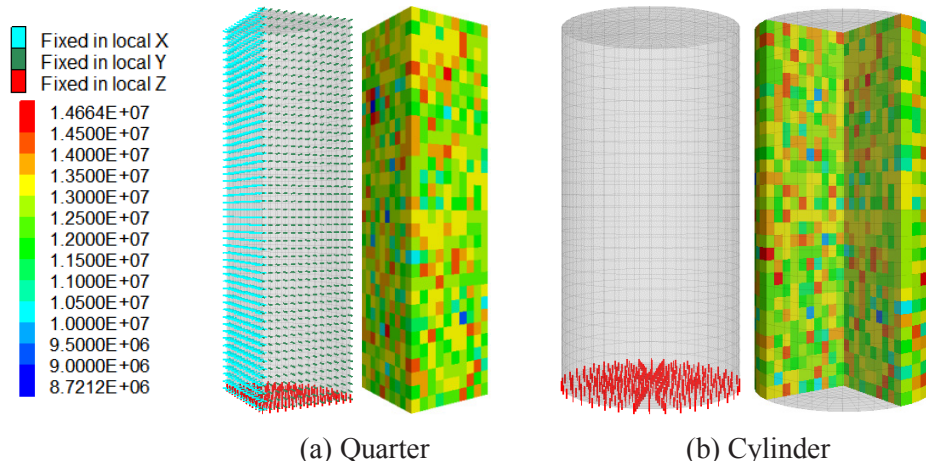 Fixed in local X
Fixed in local Y
Fixed in local Z
1.4664E+07
1.4500E+07
1.4000E+07
1.3500E+07
1.3000E+07
1.2500E+07
1.2000E+07
1.1500E+07
1.1000E+07
1.0500E+07
1.0000E+07
9.5000E+06
9.0000E+06
8.7212E+06
(a) Quarter
(b) Cylinder